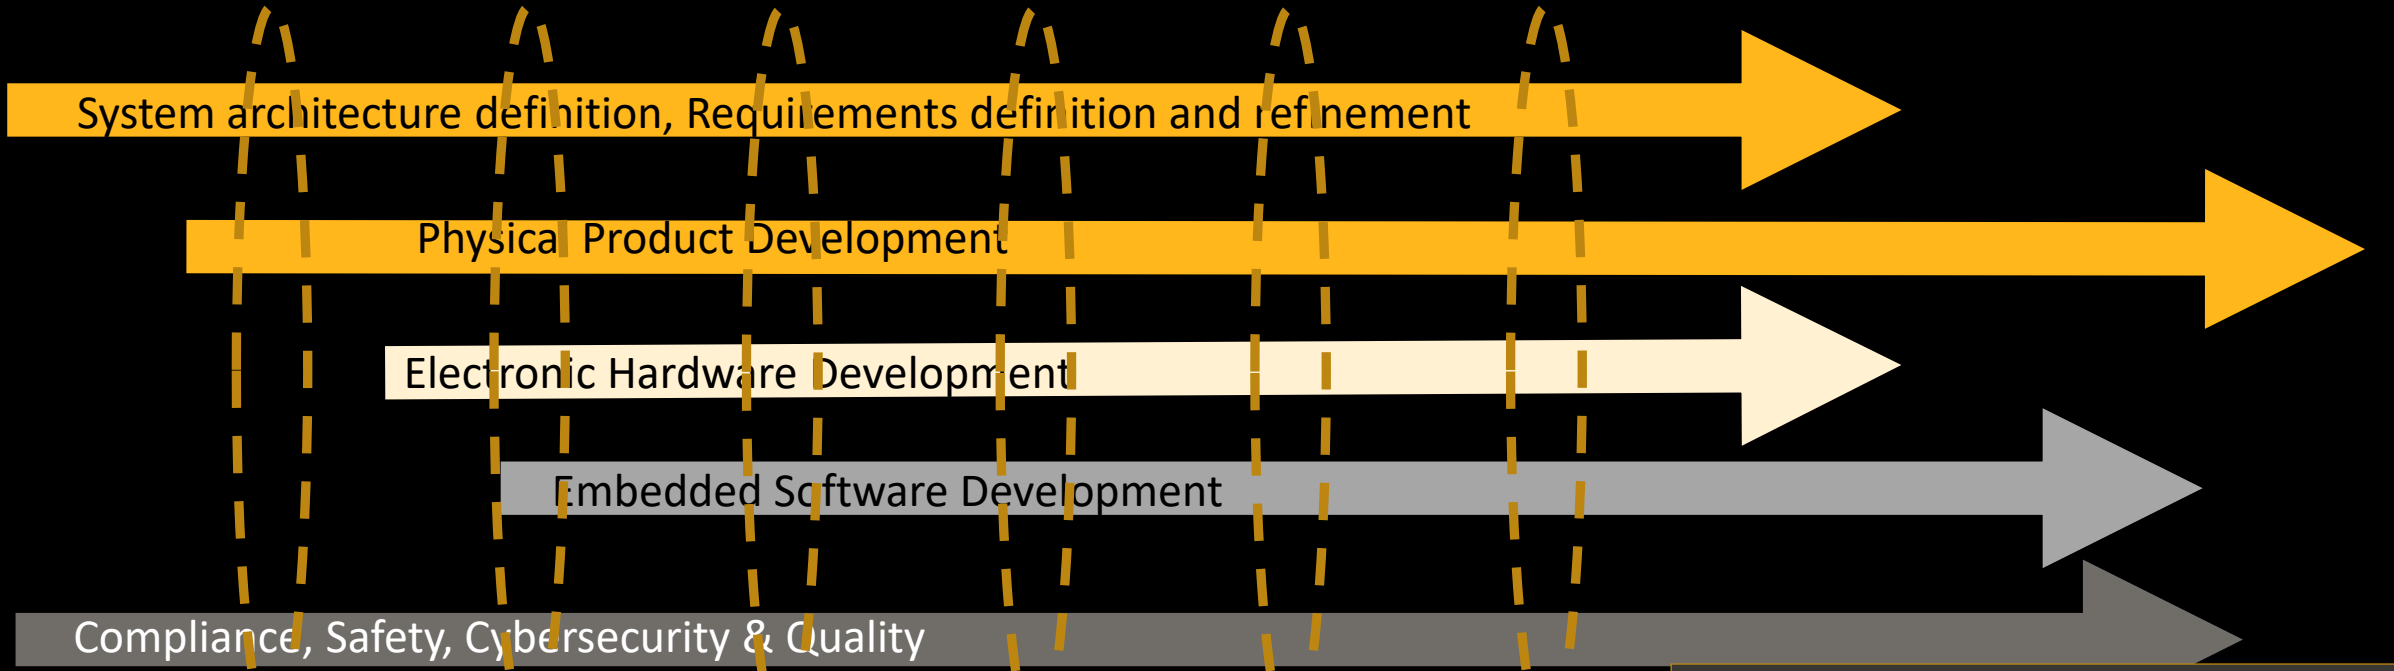 System architecture definition, Requirements definition and refinement
Physical Product Development
Electronic Hardware Development
Embedded Software Development
Compliance, Safety, Cybersecurity & Quality